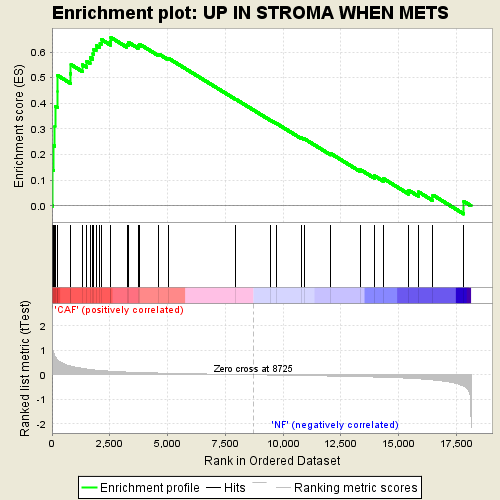 Enrichment plot: UP IN STROMA WHEN METS
Enrichment score (ES)
0.6
0.5
0.4
0.3
0.2
0.1
0.0
'CAF' (positively correlated)
Ranked list metric (tTest)
2
1
0
-1
-2
Zero cross at 8725
'NF' (negatively correlated)
0
2,500
5,000
7,500
10,000
12,500
15,000
17,500
Rank in Ordered Dataset
Enrichment profile
Hits
Ranking metric scores